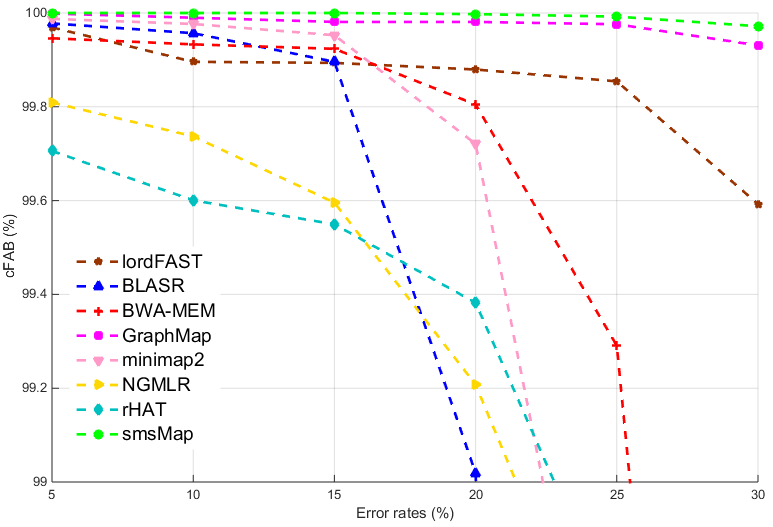 100
99.8
99.6
99.4
99.2
99
cFAB (%)
lordFAST
BLASR
BWA-MEM
GraphMap
minimap2
NGMLR
rHAT
smsMap
5 10 15 20 25 30
Error rates (%)